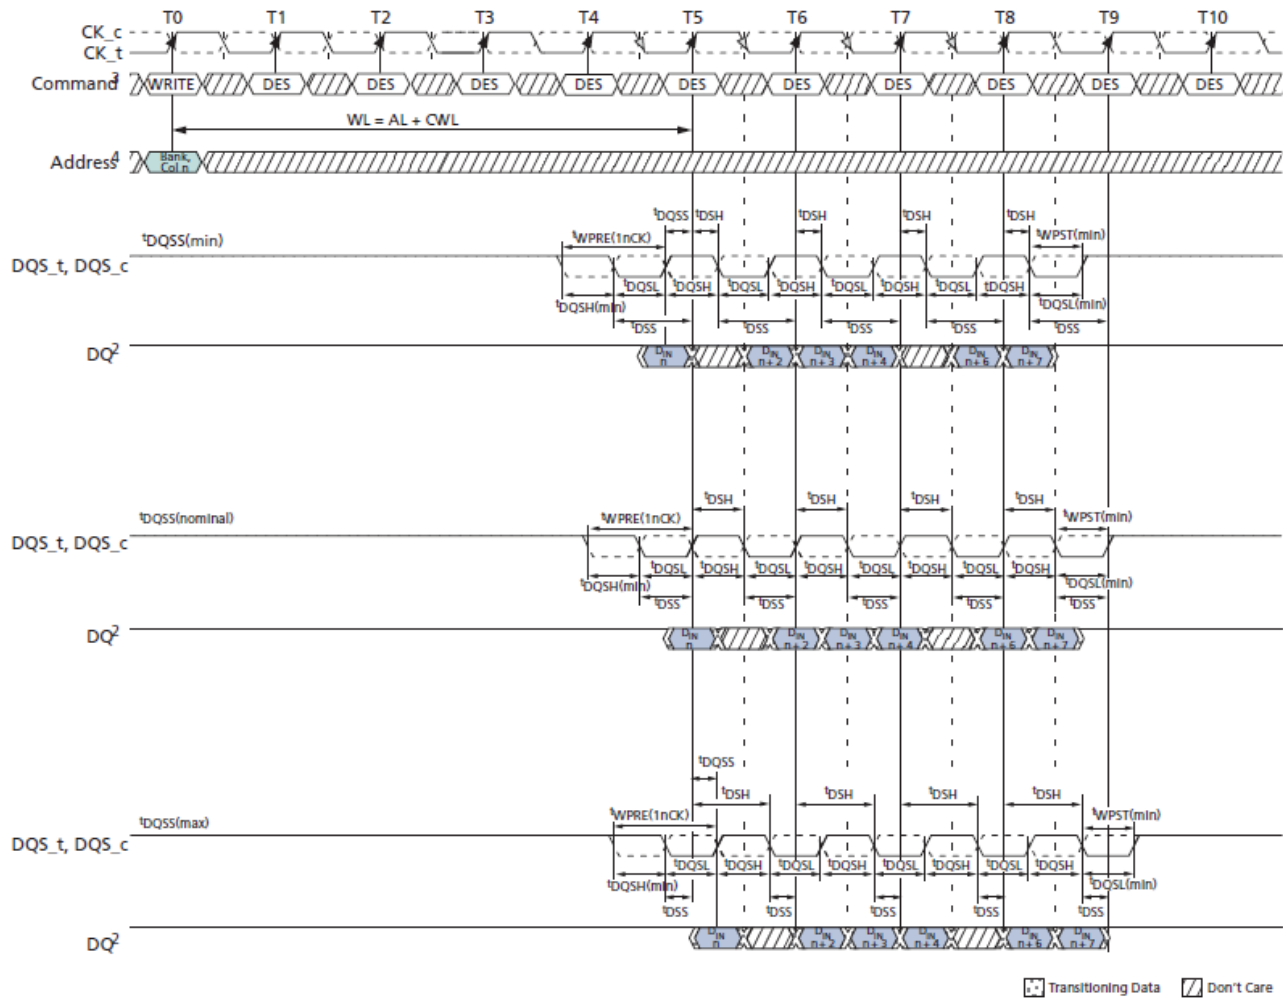 T0 T1 T2 T3 T4 T5 T6 T7 T8 T9 T10
CK_c
CK_t
Command3 WRITE DES DES DES DES DES DES DES DES DES DES
WL = AL + CWL
Address4 Bank,
Col n
tDQSS tDSH tDSH tDSH tDSH
tDQSS(min) tWPRE(1nCK) tWPST(min)
DQS_t, DQS_c
tDQSL tDQSH tDQSL tDQSH tDQSL tDQSH tDQSL tDQSH
tDQSH(min) tDQSL(min)
tDSS tDSS tDSS tDSS tDSS
DQ2 DIN DIN DIN DIN DIN DIN
n n + 2 n + 3 n + 4 n + 6 n + 7
tDSH tDSH tDSH tDSH
tDQSS(nominal) tWPRE(1nCK) tWPST(min)
DQS_t, DQS_c
tDQSL tDQSH tDQSL tDQSH tDQSL tDQSH tDQSL tDQSH
tDQSH(min) tDQSL(min)
tDSS tDSS tDSS tDSS tDSS
DQ2 DIN DIN DIN DIN DIN DIN
n n + 2 n + 3 n + 4 n + 6 n + 7
tDQSS
tDSH tDSH tDSH tDSH
tDQSS(max) tWPRE(1nCK) tWPST(min)
DQS_t, DQS_c
tDQSL tDQSH tDQSL tDQSH tDQSL tDQSH tDQSL tDQSH
tDQSH(min) tDQSL(min)
tDSS tDSS tDSS tDSS tDSS
DQ2 DIN DIN DIN DIN DIN DIN
n n + 2 n + 3 n + 4 n + 6 n + 7
Transitioning Data Don't Care